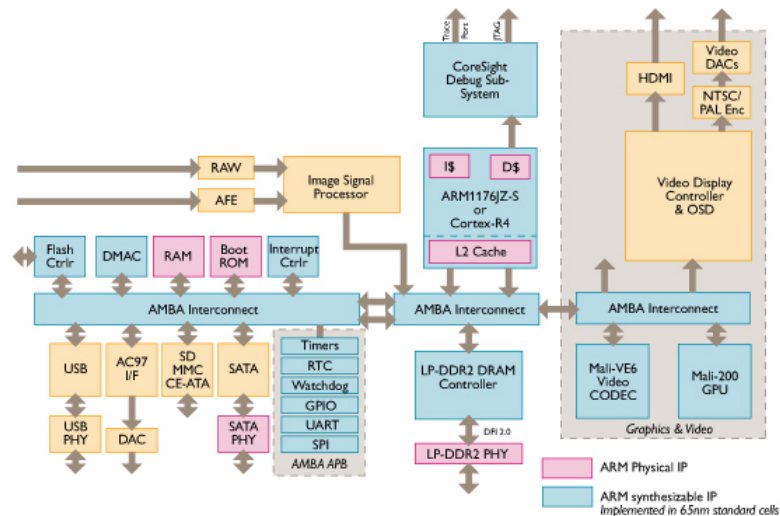 Trace
Port
JTAG
CoreSight
Debug Sub-
System
HDMI
Video
DACs
NTSC/
PAL Enc
RAW
AFE
Image Signal
Processor
I$
D$
ARM1176JZ-S
or
Cortex-R4
L2 Cache
Video Display
Controller
& OSD
Flash
Ctrlr
DMAC
RAM
Boot
ROM
Interrupt
Ctrlr
AMBA Interconnect
AMBA Interconnect
AMBA Interconnect
USB
AC97
I/F
SD
MMC
CE-ATA
SATA
Timers
RTC
Watchdog
GPIO
UART
SPI
AMBA APB
USB
PHY
DAC
SATA
PHY
LP-DDR2 DRAM
Controller
DFI 2.0
LP-DDR2 PHY
Mali-VE6
Video
CODEC
Mali-200
GPU
Graphics & Video
ARM Physical IP
ARM synthesizable IP
Implemented in 65nm standard cells